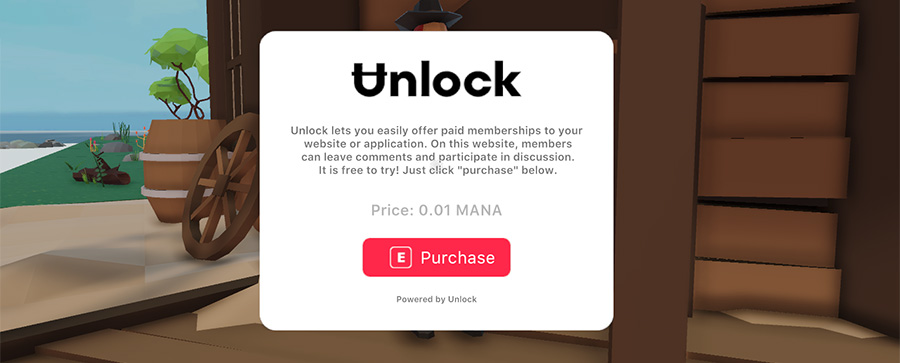 Unlock
Unlock lets you easily offer paid memberships to your
website or application. On this website, members
can leave comments and participate in discussion.
It is free to try! Just click "purchase" below.
Price: 0.01 MANA
E Purchase
Powered by Unlock